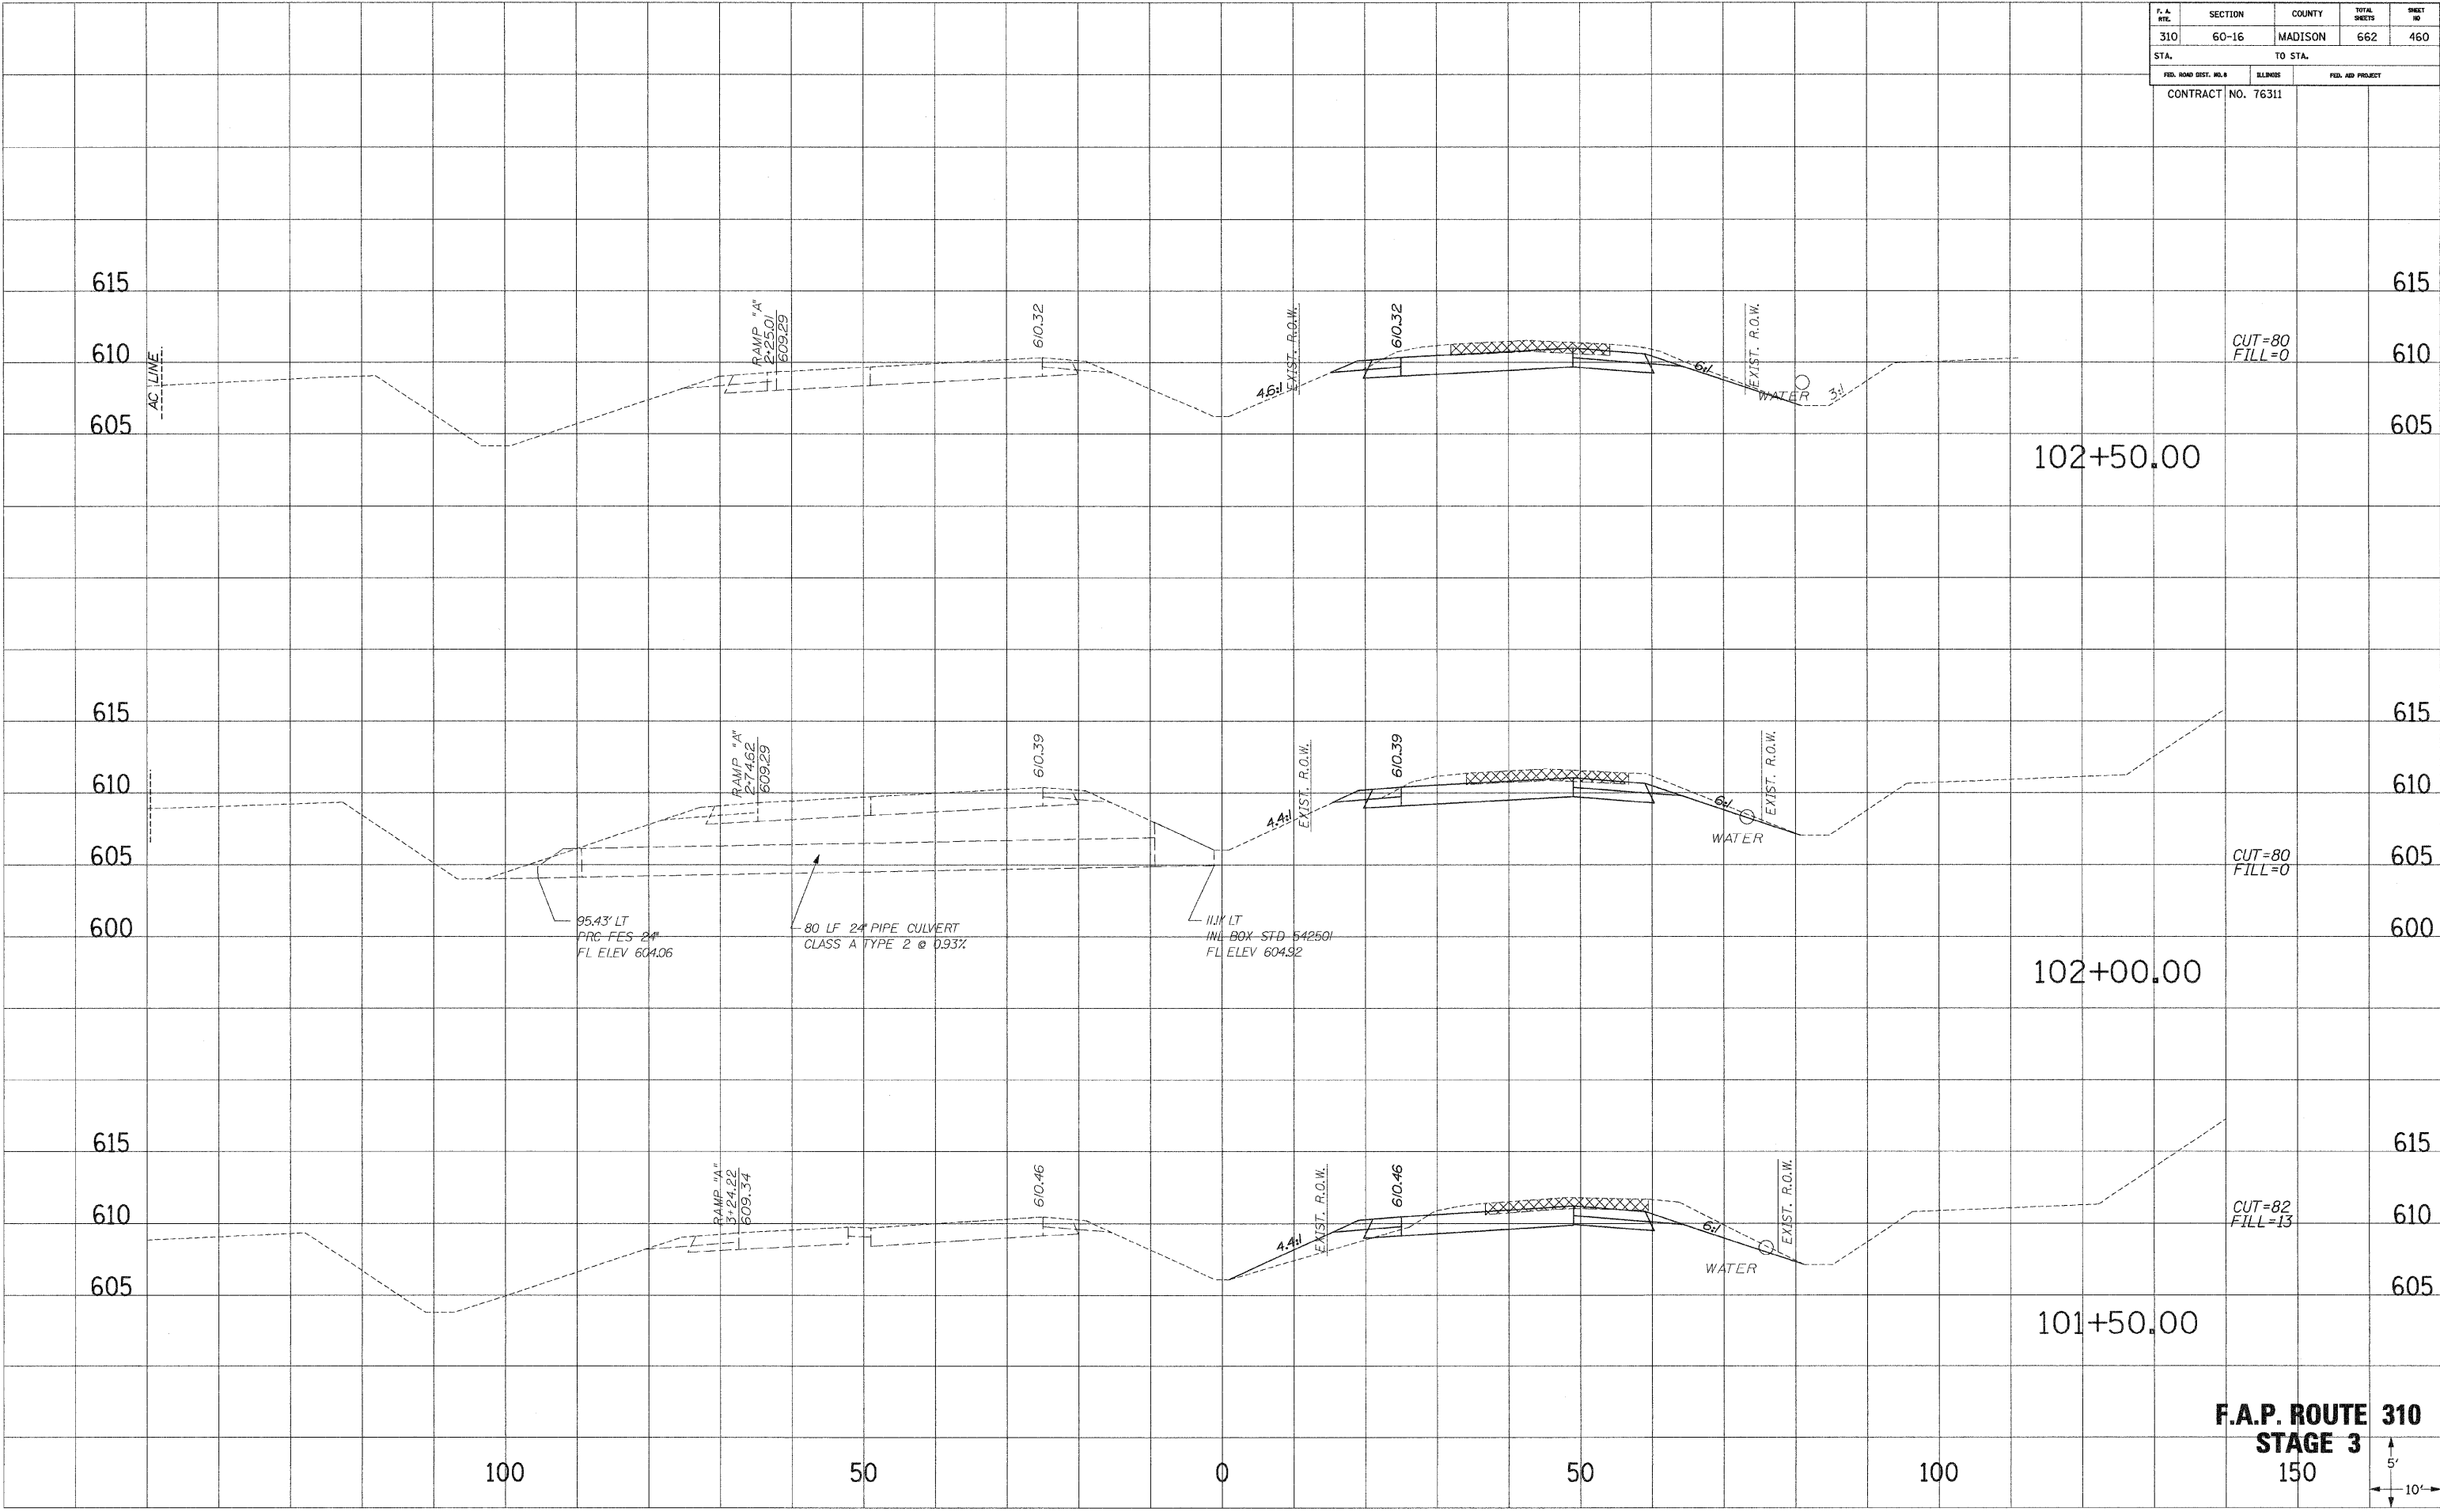 F. A. RTE. SECTION COUNTY TOTAL SHEETS SHEET NO
310 60-16 MADISON 662 460
STA. TO STA.
FED. ROAD DIST. NO. 8 ILLINOIS FED. AID PROJECT
CONTRACT NO. 76311
615 615
610 610
605 605
AC LINE
RAMP "A"
2+25.01
609.29
610.32
4.6:1
EXIST. R.O.W.
610.32
6:1
EXIST. R.O.W.
WATER
3:1
CUT=80
FILL=0
102+50.00
615 615
610 610
605 605
600 600
RAMP "A"
2+74.62
609.29
610.39
4.4:1
EXIST. R.O.W.
610.39
6:1
WATER
EXIST. R.O.W.
CUT=80
FILL=0
95.43' LT
PRC FES 24"
FL ELEV 604.06
80 LF 24" PIPE CULVERT
CLASS A TYPE 2 @ 0.93%
11.11' LT
INL BOX STD 542501
FL ELEV 604.92
102+00.00
615 615
610 610
605 605
RAMP "A"
3+24.22
609.34
610.46
4.4:1
EXIST. R.O.W.
610.46
6:1
WATER
EXIST. R.O.W.
CUT=82
FILL=13
101+50.00
F.A.P. ROUTE 310
STAGE 3
100 50 0 50 100 150
5'
10'